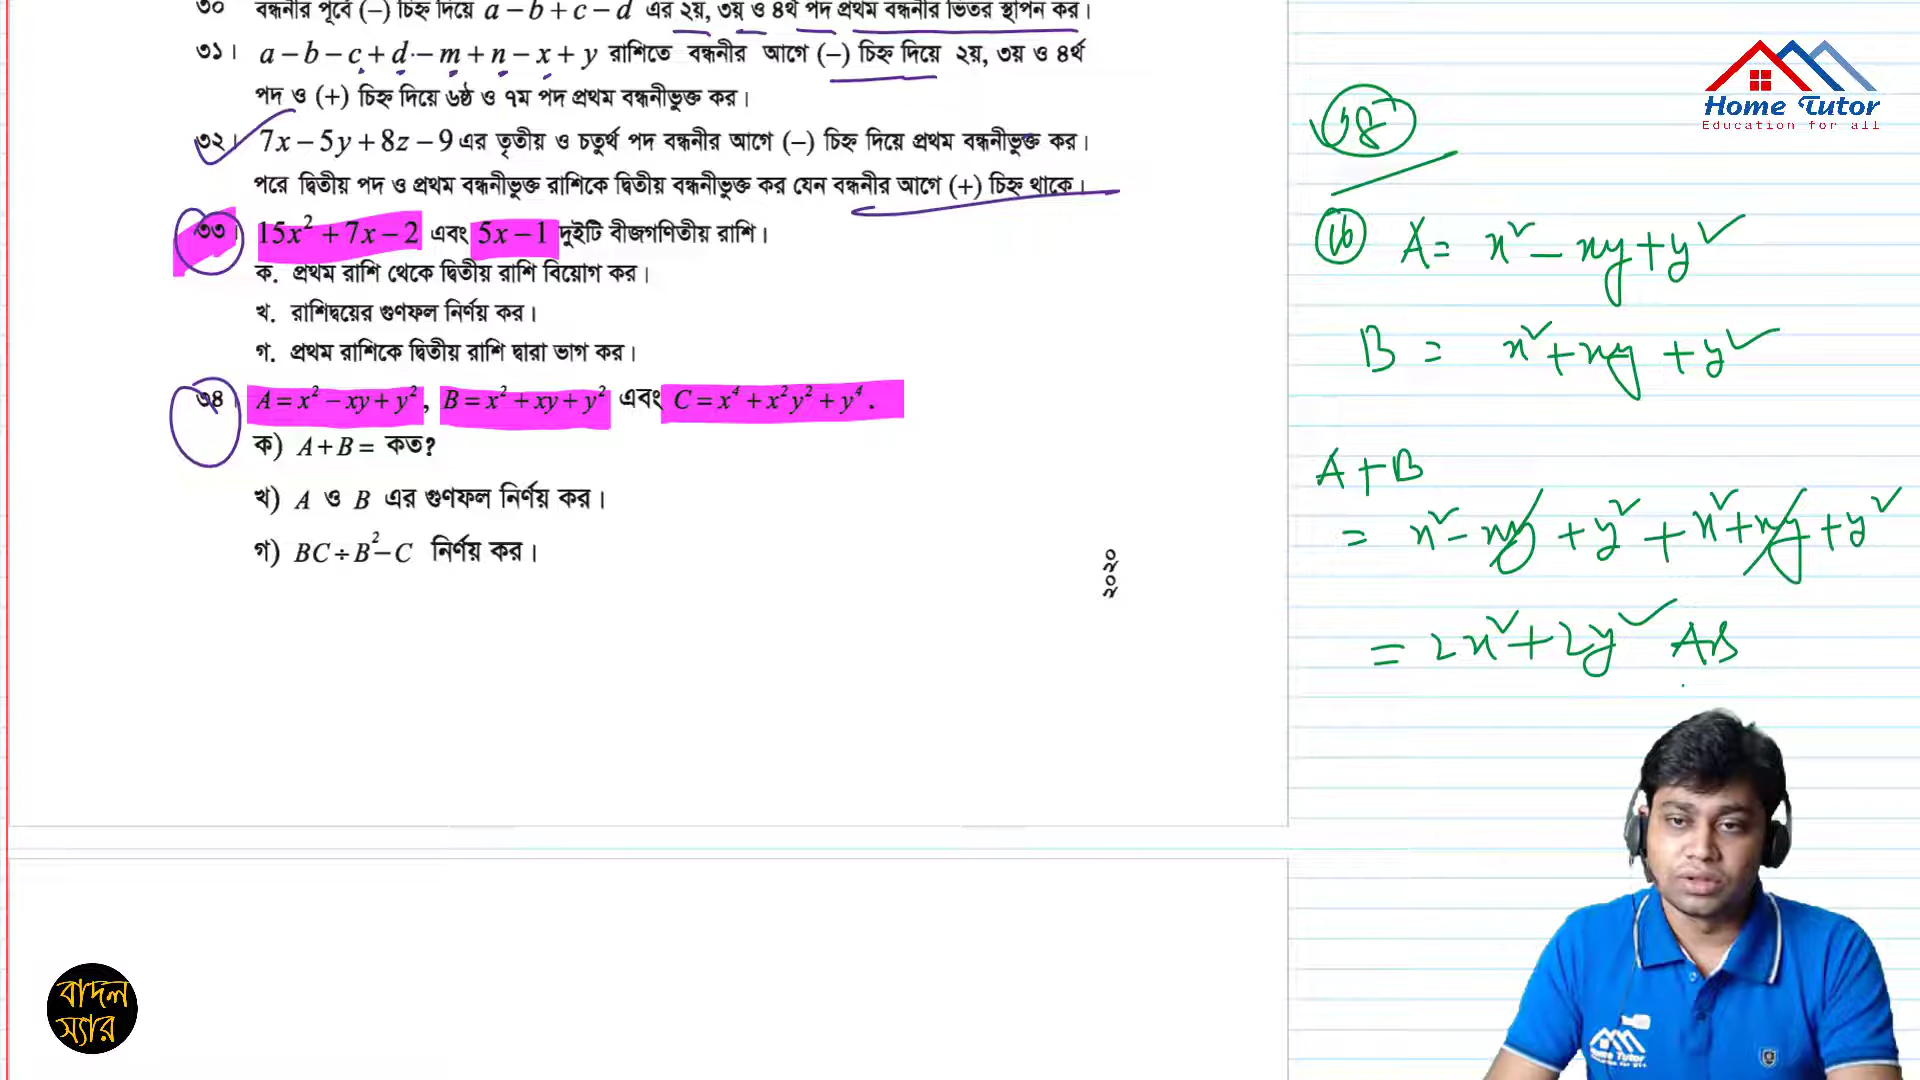 ৩০ বন্ধনীর পূর্বে (−) চিহ্ন দিয়ে a − b + c − d এর ২য়, ৩য় ও ৪র্থ পদ প্রথম বন্ধনীর ভিতর স্থাপন কর।
৩১। a − b − c + d − m + n − x + y রাশিতে বন্ধনীর আগে (−) চিহ্ন দিয়ে ২য়, ৩য় ও ৪র্থ
পদ ও (+) চিহ্ন দিয়ে ৬ষ্ঠ ও ৭ম পদ প্রথম বন্ধনীভুক্ত কর।
৩২। 7x − 5y + 8z − 9 এর তৃতীয় ও চতুর্থ পদ বন্ধনীর আগে (−) চিহ্ন দিয়ে প্রথম বন্ধনীভুক্ত কর।
পরে দ্বিতীয় পদ ও প্রথম বন্ধনীভুক্ত রাশিকে দ্বিতীয় বন্ধনীভুক্ত কর যেন বন্ধনীর আগে (+) চিহ্ন থাকে।
৩৩। 15x² + 7x − 2 এবং 5x − 1 দুইটি বীজগণিতীয় রাশি।
ক. প্রথম রাশি থেকে দ্বিতীয় রাশি বিয়োগ কর।
খ. রাশিদ্বয়ের গুণফল নির্ণয় কর।
গ. প্রথম রাশিকে দ্বিতীয় রাশি দ্বারা ভাগ কর।
৩৪। A = x² − xy + y², B = x² + xy + y² এবং C = x⁴ + x²y² + y⁴.
ক) A + B = কত?
খ) A ও B এর গুণফল নির্ণয় কর।
গ) BC ÷ B² − C নির্ণয় কর।
২০২০
Home Tutor
Education for all
৩৪
ক A = x² − xy + y²
B = x² + xy + y²
A + B
= x² − xy + y² + x² + xy + y²
= 2x² + 2y² Ans
বাদল
স্যার
Home Tutor